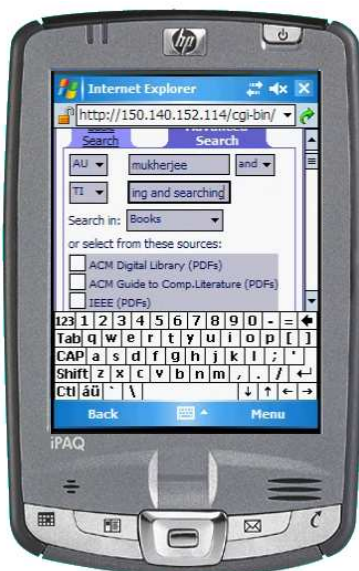 hp
Internet Explorer
http://150.140.152.114/cgi-bin/
Basic Advanced
Search Search
AU mukherjee and
TI ing and searching
Search in: Books
or select from these sources:
ACM Digital Library (PDFs)
ACM Guide to Comp.Literature (PDFs)
IEEE (PDFs)
123 1 2 3 4 5 6 7 8 9 0 - =
Tab q w e r t y u i o p [ ]
CAP a s d f g h j k l ; '
Shift z x c v b n m , . /
Ctl áü ` \
Back Menu
iPAQ